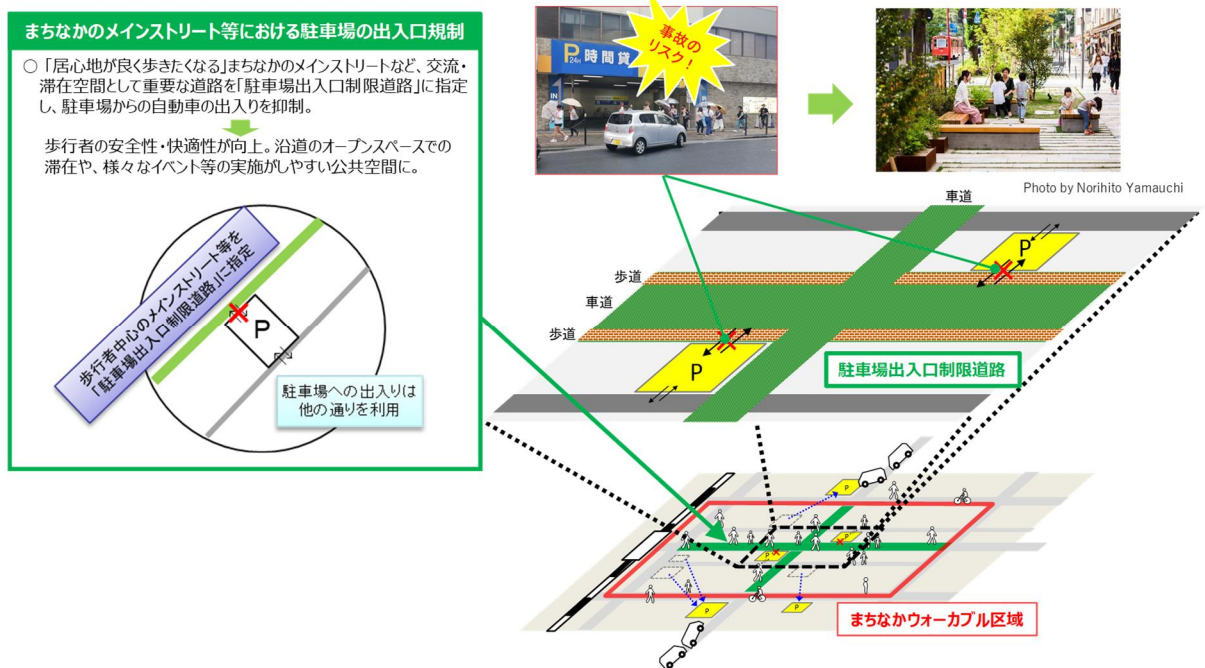 まちなかのメインストリート等における駐車場の出入口規制
○ 「居心地が良く歩きたくなる」まちなかのメインストリートなど、交流・
滞在空間として重要な道路を「駐車場出入口制限道路」に指定
し、駐車場からの自動車の出入りを抑制。
歩行者の安全性・快適性が向上。沿道のオープンスペースでの
滞在や、様々なイベント等の実施がしやすい公共空間に。
歩行者中心のメインストリート等を
「駐車場出入口制限道路」に指定
P
駐車場への出入りは
他の通りを利用
P
24H
時間貸
IN
IN
事故の
リスク!
Photo by Norihito Yamauchi
車道
P
歩道
車道
歩道
P
駐車場出入口制限道路
P
P
P
P
P
まちなかウォーカブル区域